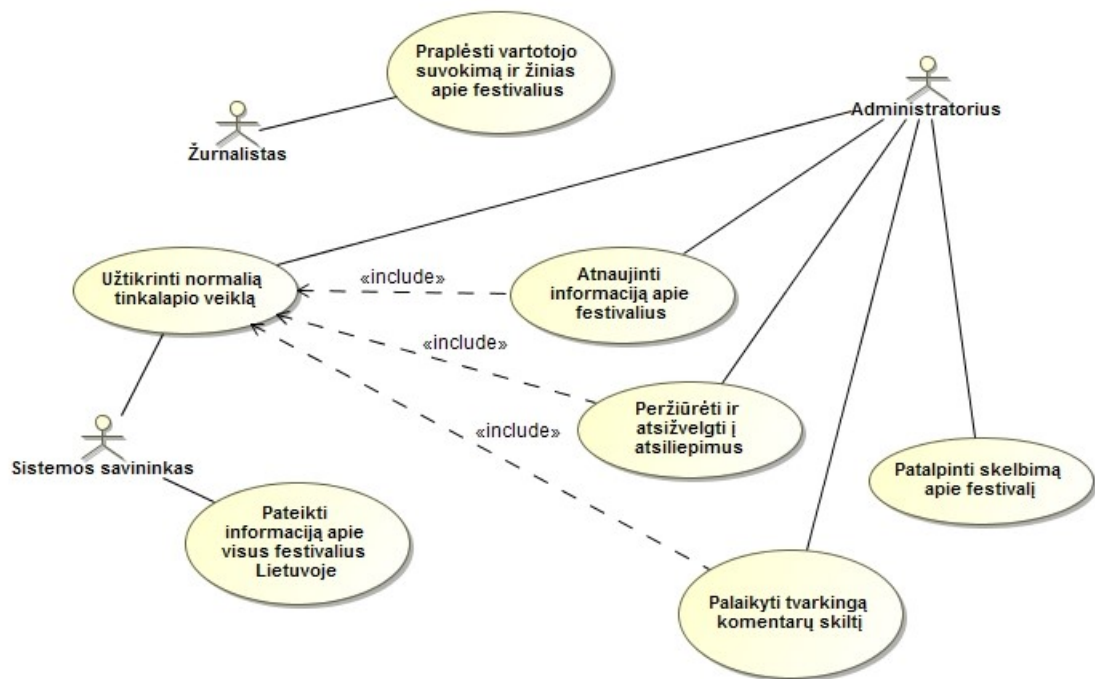 Praplėsti vartotojo
suvokimą ir žinias
apie festivalius
Administratorius
Žurnalistas
Užtikrinti normalią
tinkalapio veiklą
«include»
Atnaujinti
informaciją apie
festivalius
«include»
Peržiūrėti ir
atsižvelgti į
atsiliepimus
«include»
Sistemos savininkas
Patalpinti skelbimą
apie festivalį
Pateikti
informaciją apie
visus festivalius
Lietuvoje
Palaikyti tvarkingą
komentarų skiltį